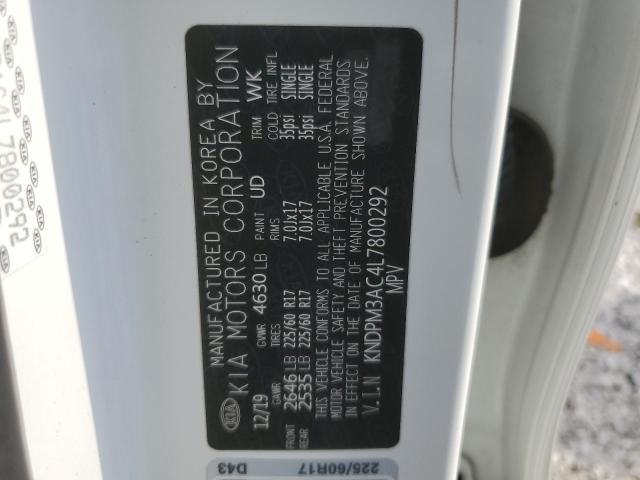 MANUFACTURED IN KOREA BY
KIA KIA MOTORS CORPORATION
12/19 GVWR 4630 LB PAINT UD TRIM WK
GAWR TIRES RIMS COLD TIRE INFL
FRONT 2646 LB 225/60 R17 7.0Jx17 35psi SINGLE
REAR 2535 LB 225/60 R17 7.0Jx17 35psi SINGLE
THIS VEHICLE CONFORMS TO ALL APPLICABLE U.S.A. FEDERAL
MOTOR VEHICLE SAFETY AND THEFT PREVENTION STANDARDS
IN EFFECT ON THE DATE OF MANUFACTURE SHOWN ABOVE.
V.I.N KNDPM3AC4L7800292
MPV
D43
225/60R17
4L7800292